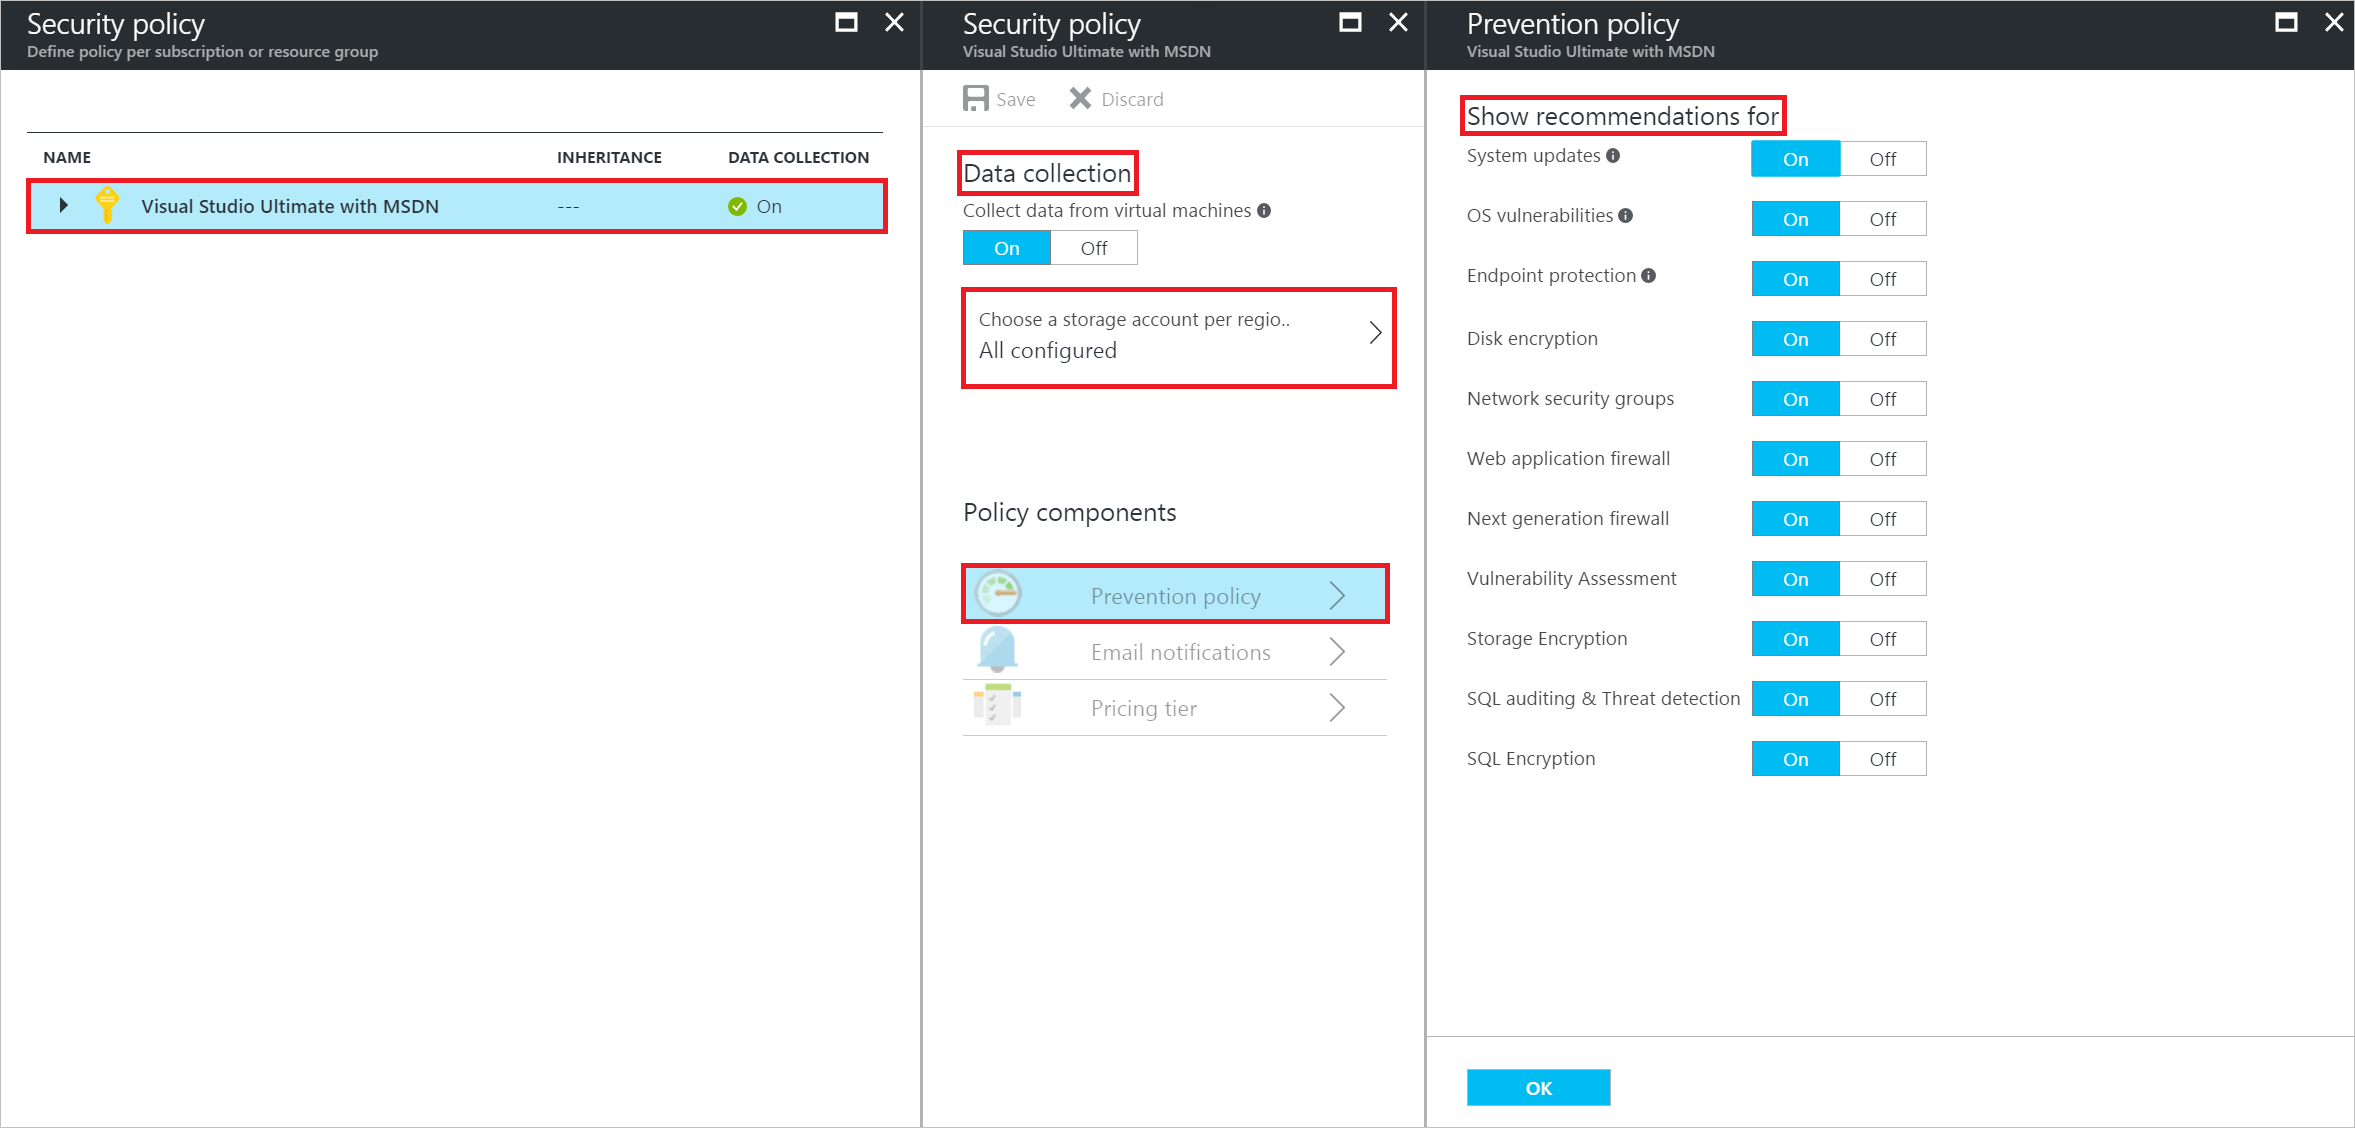 Security policy
Define policy per subscription or resource group
NAME INHERITANCE DATA COLLECTION
Visual Studio Ultimate with MSDN --- On
Security policy
Visual Studio Ultimate with MSDN
Save Discard
Data collection
Collect data from virtual machines
On Off
Choose a storage account per regio..
All configured
Policy components
Prevention policy
Email notifications
Pricing tier
Prevention policy
Visual Studio Ultimate with MSDN
Show recommendations for
System updates On Off
OS vulnerabilities On Off
Endpoint protection On Off
Disk encryption On Off
Network security groups On Off
Web application firewall On Off
Next generation firewall On Off
Vulnerability Assessment On Off
Storage Encryption On Off
SQL auditing & Threat detection On Off
SQL Encryption On Off
OK